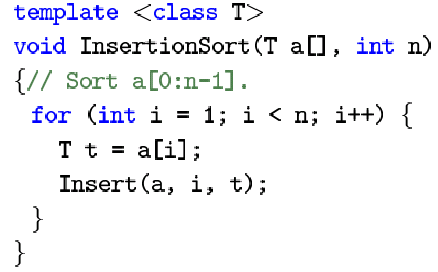 template <class T>
void InsertionSort(T a[], int n)
{// Sort a[0:n-1].
for (int i = 1; i < n; i++) {
T t = a[i];
Insert(a, i, t);
}
}